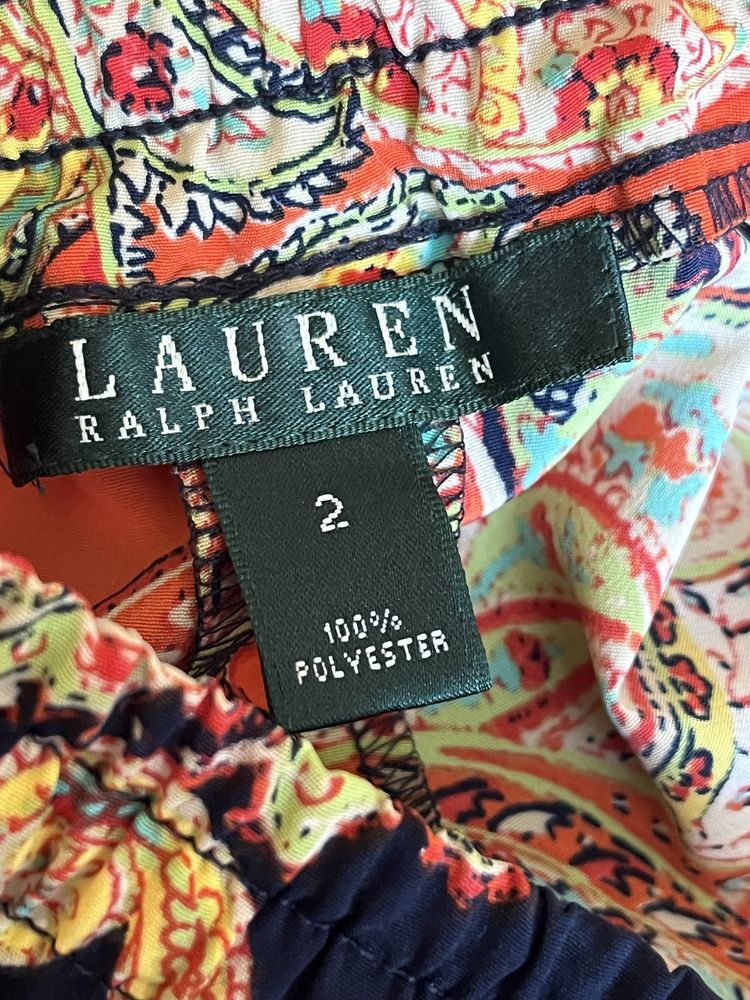 LAUREN
RALPH LAUREN
2
100%
POLYESTER